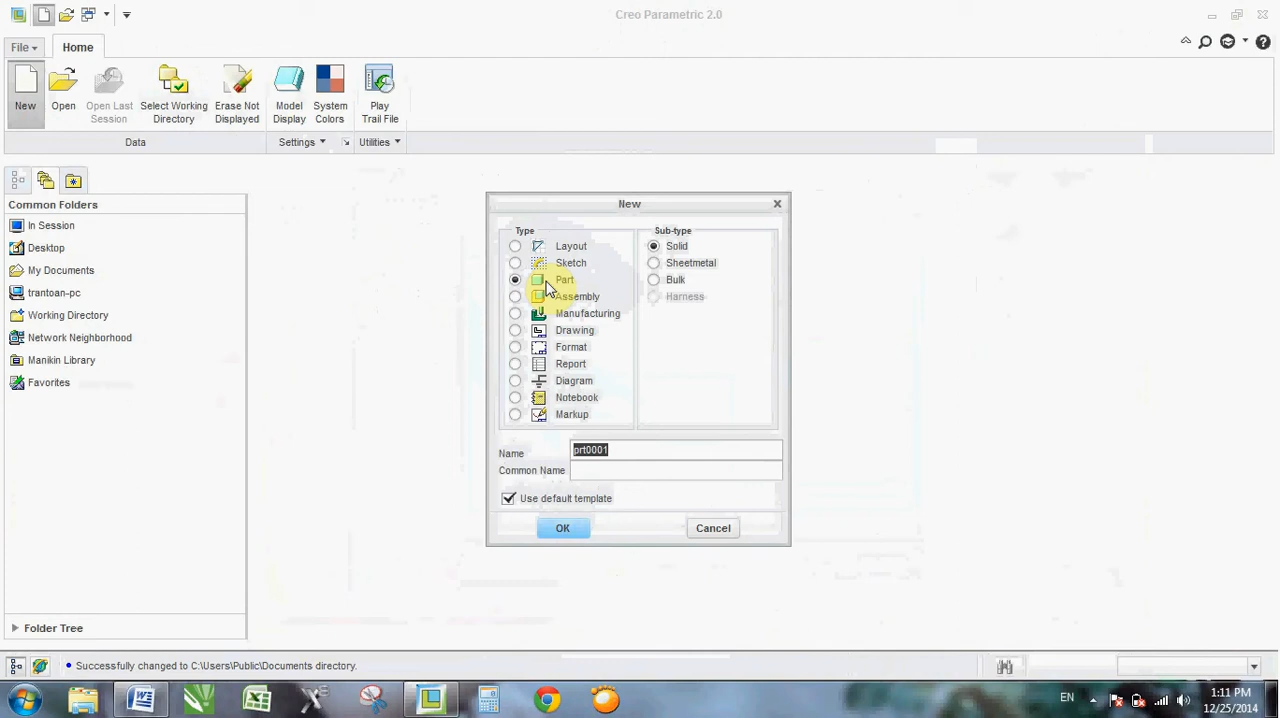 Creo Parametric 2.0
File
Home
New
Open
Open Last Session
Select Working Directory
Erase Not Displayed
Model Display
System Colors
Play Trail File
Data
Settings
Utilities
Common Folders
In Session
Desktop
My Documents
trantoan-pc
Working Directory
Network Neighborhood
Manikin Library
Favorites
Folder Tree
New
Type
Layout
Sketch
Part
Assembly
Manufacturing
Drawing
Format
Report
Diagram
Notebook
Markup
Sub-type
Solid
Sheetmetal
Bulk
Harness
Name
prt0001
Common Name
Use default template
OK
Cancel
Successfully changed to C:\Users\Public\Documents directory.
EN
1:11 PM
12/25/2014